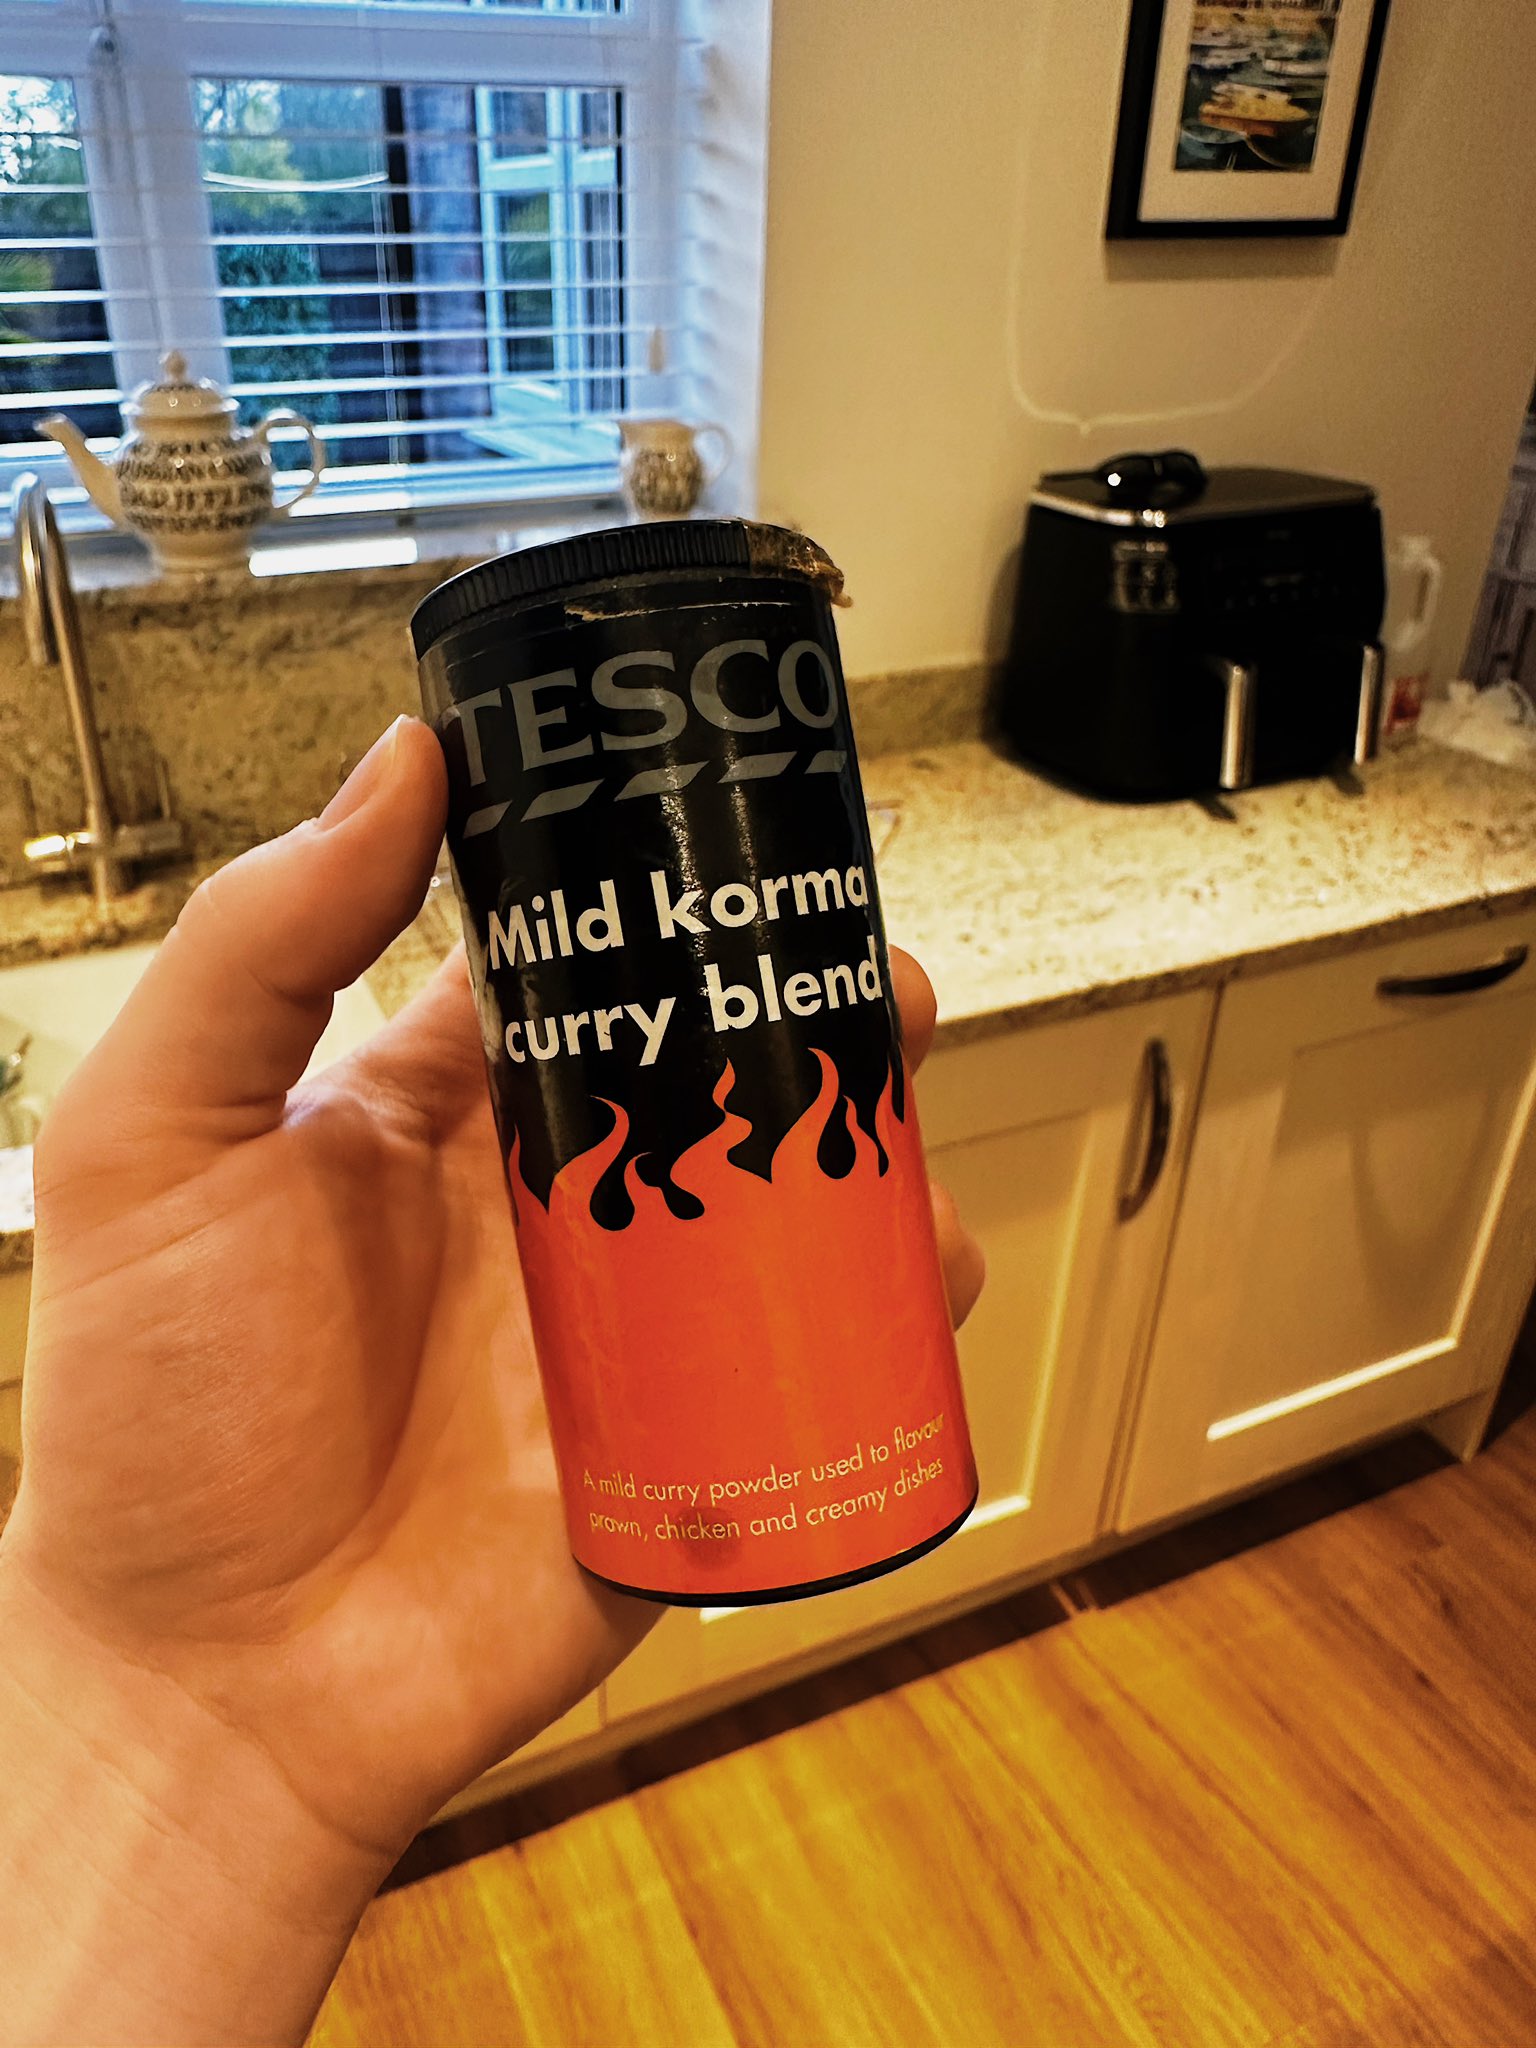 TESCO
Mild korma
curry blend
A mild curry powder used to flavour
prawn, chicken and creamy dishes